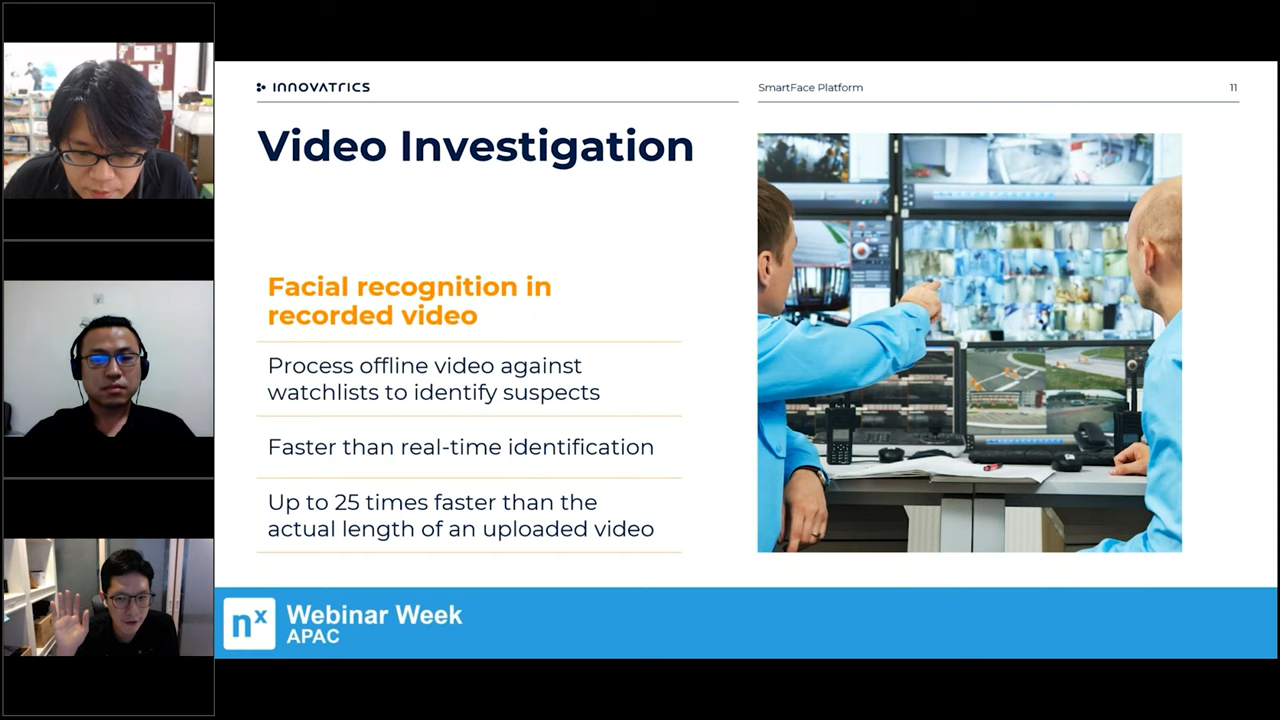 INNOVATRICS
SmartFace Platform
11
Video Investigation
Facial recognition in
recorded video
Process offline video against
watchlists to identify suspects
Faster than real-time identification
Up to 25 times faster than the
actual length of an uploaded video
nx
Webinar Week
APAC